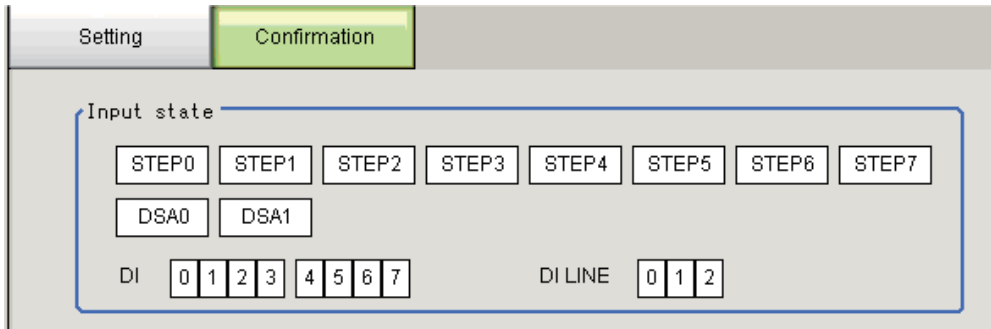 Setting Confirmation
Input state
STEP0 STEP1 STEP2 STEP3 STEP4 STEP5 STEP6 STEP7
DSA0 DSA1
DI 0 1 2 3 4 5 6 7 DI LINE 0 1 2